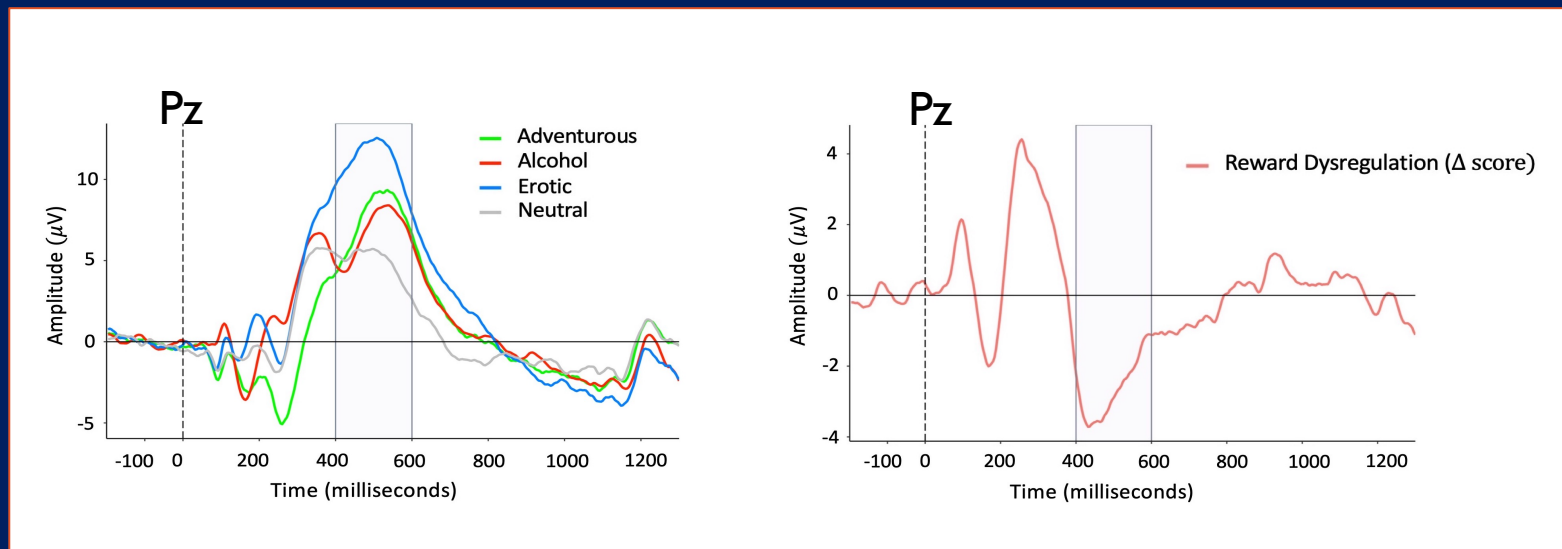 Pz
Adventurous
Alcohol
Erotic
Neutral
10
5
0
-5
Amplitude (μV)
-100 0 200 400 600 800 1000 1200
Time (milliseconds)
Pz
Reward Dysregulation (Δ score)
4
2
0
-2
-4
Amplitude (μV)
-100 0 200 400 600 800 1000 1200
Time (milliseconds)